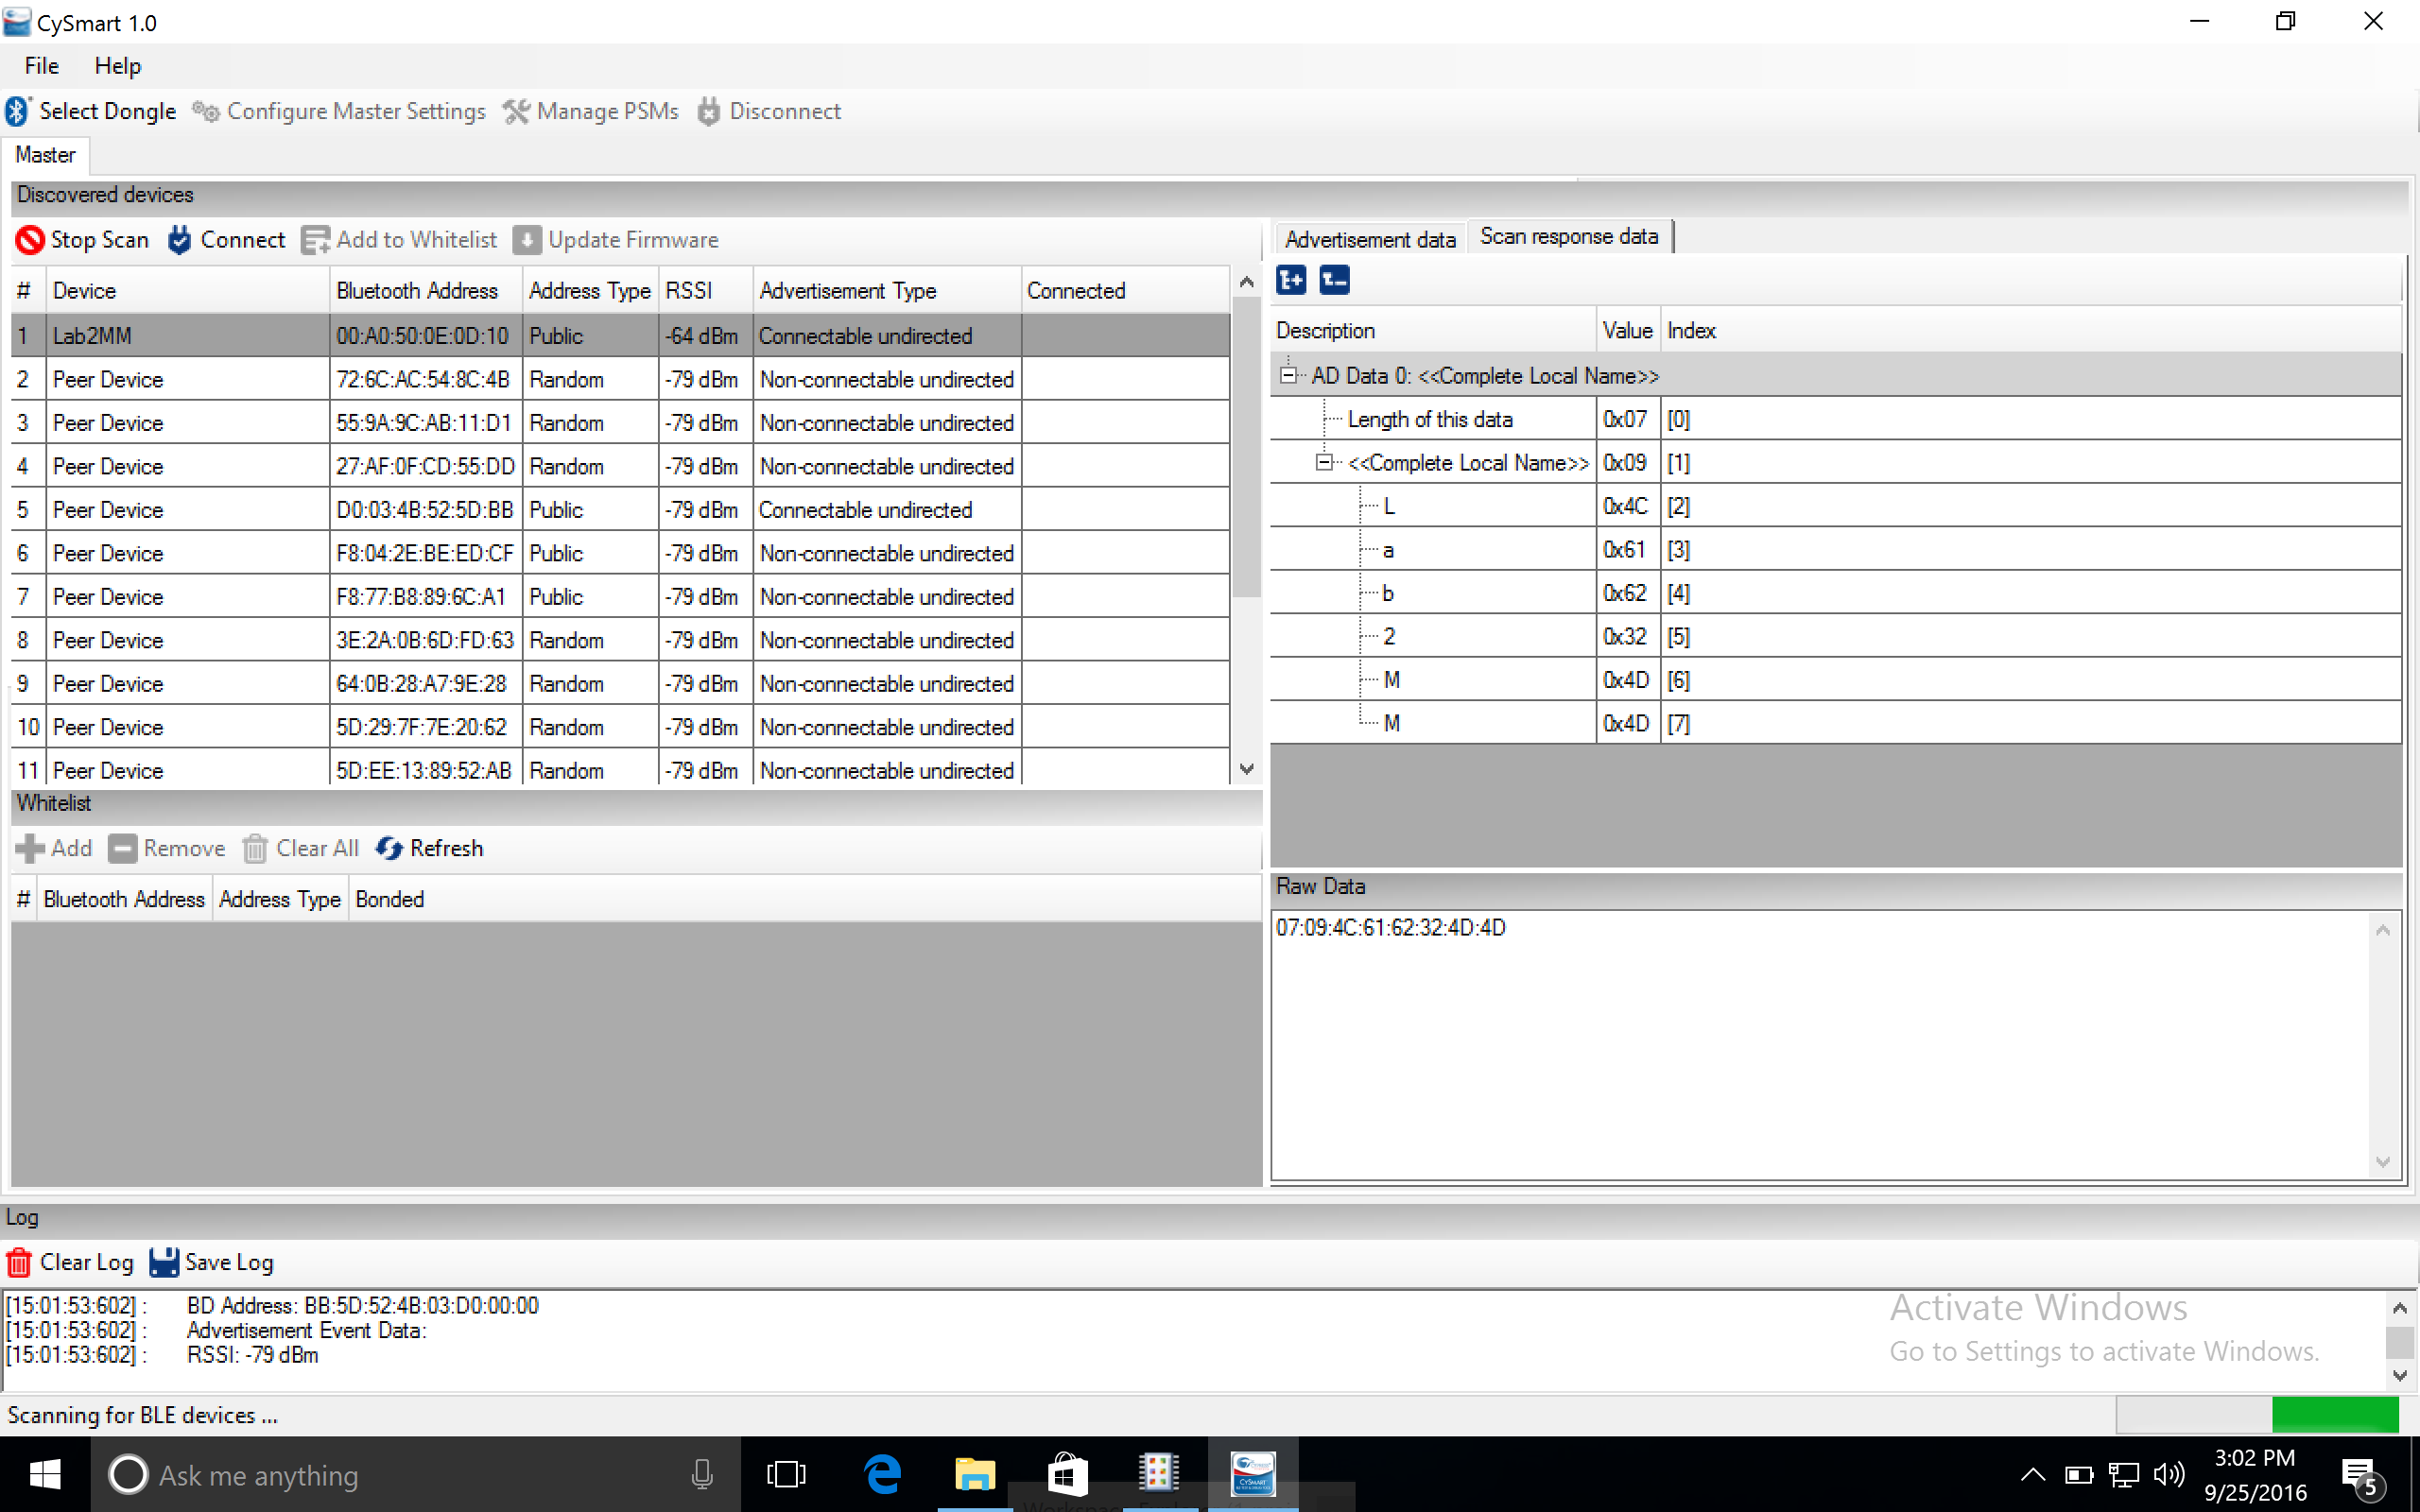 CySmart 1.0
File Help
Select Dongle Configure Master Settings Manage PSMs Disconnect
Master
Discovered devices
Stop Scan Connect Add to Whitelist Update Firmware
# Device Bluetooth Address Address Type RSSI Advertisement Type Connected
1 Lab2MM 00:A0:50:0E:0D:10 Public -64 dBm Connectable undirected
2 Peer Device 72:6C:AC:54:8C:4B Random -79 dBm Non-connectable undirected
3 Peer Device 55:9A:9C:AB:11:D1 Random -79 dBm Non-connectable undirected
4 Peer Device 27:AF:0F:CD:55:DD Random -79 dBm Non-connectable undirected
5 Peer Device D0:03:4B:52:5D:BB Public -79 dBm Connectable undirected
6 Peer Device F8:04:2E:BE:ED:CF Public -79 dBm Non-connectable undirected
7 Peer Device F8:77:B8:89:6C:A1 Public -79 dBm Non-connectable undirected
8 Peer Device 3E:2A:0B:6D:FD:63 Random -79 dBm Non-connectable undirected
9 Peer Device 64:0B:28:A7:9E:28 Random -79 dBm Non-connectable undirected
10 Peer Device 5D:29:7F:7E:20:62 Random -79 dBm Non-connectable undirected
11 Peer Device 5D:EE:13:89:52:AB Random -79 dBm Non-connectable undirected
Whitelist
Add Remove Clear All Refresh
# Bluetooth Address Address Type Bonded
Advertisement data Scan response data
Description Value Index
AD Data 0: <<Complete Local Name>>
Length of this data 0x07 [0]
<<Complete Local Name>> 0x09 [1]
L 0x4C [2]
a 0x61 [3]
b 0x62 [4]
2 0x32 [5]
M 0x4D [6]
M 0x4D [7]
Raw Data
07:09:4C:61:62:32:4D:4D
Log
Clear Log Save Log
[15:01:53:602] : BD Address: BB:5D:52:4B:03:D0:00:00
[15:01:53:602] : Advertisement Event Data:
[15:01:53:602] : RSSI: -79 dBm
Activate Windows
Go to Settings to activate Windows.
Scanning for BLE devices ...
Ask me anything
3:02 PM
9/25/2016
5